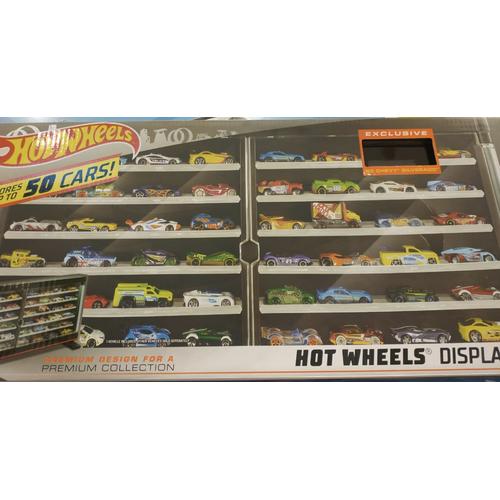 HOT WHEELS
STORES
UP TO 50 CARS!
EXCLUSIVE
CHEVY SILVERADO
PREMIUM DESIGN FOR A
PREMIUM COLLECTION
HOT WHEELS® DISPLA